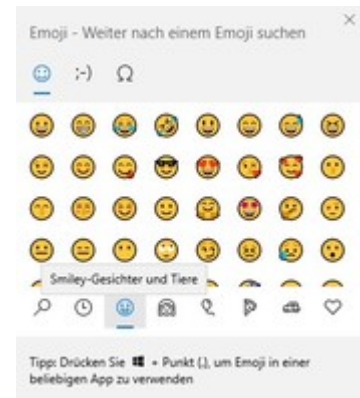 Emoji - Weiter nach einem Emoji suchen
;-) Ω
Smiley-Gesichter und Tiere
Tipp: Drücken Sie + Punkt (.), um Emoji in einer
beliebigen App zu verwenden